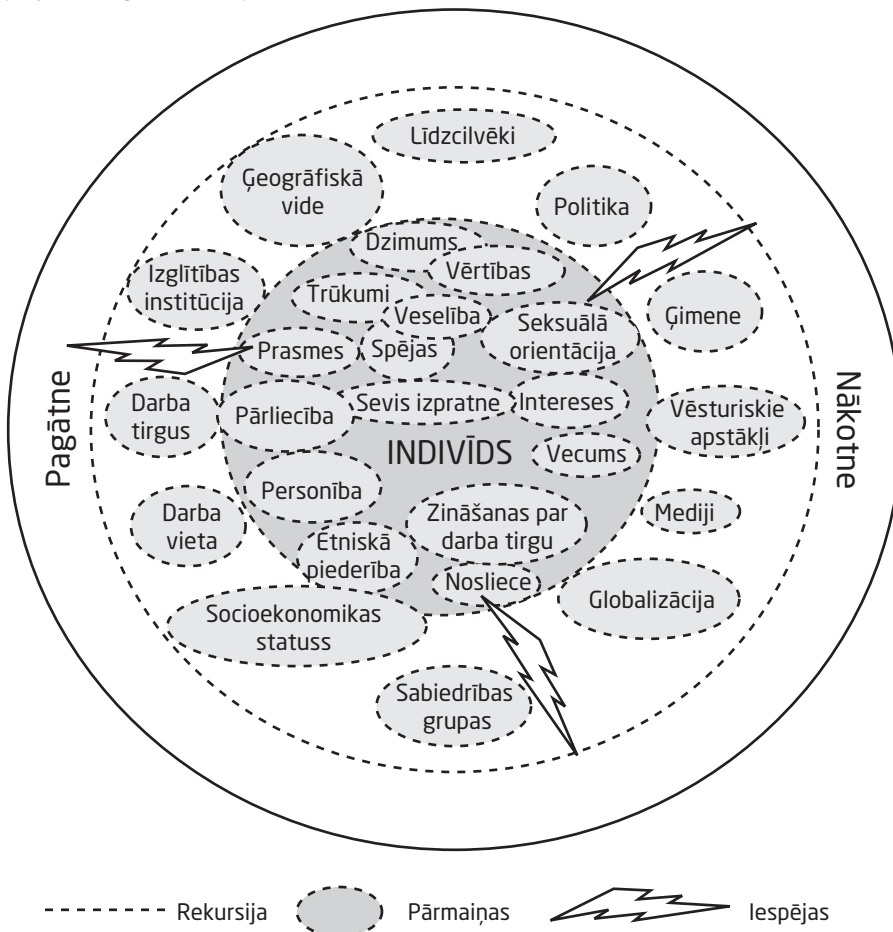 Līdzcilvēki
Ģeogrāfiskā
vide
Politika
Dzimums
Vērtības
Izglītības
institūcija
Trūkumi
Veselība
Seksuālā
orientācija
Ģimene
Prasmes
Spējas
Pagātne
Nākotne
Darba
tirgus
Pārliecība
Sevis izpratne
Intereses
Vēsturiskie
apstākļi
INDIVĪDS
Vecums
Personība
Darba
vieta
Zināšanas par
darba tirgu
Mediji
Etniskā
piederība
Nosliece
Globalizācija
Socioekonomikas
statuss
Sabiedrības
grupas
Rekursija
Pārmaiņas
Iespējas